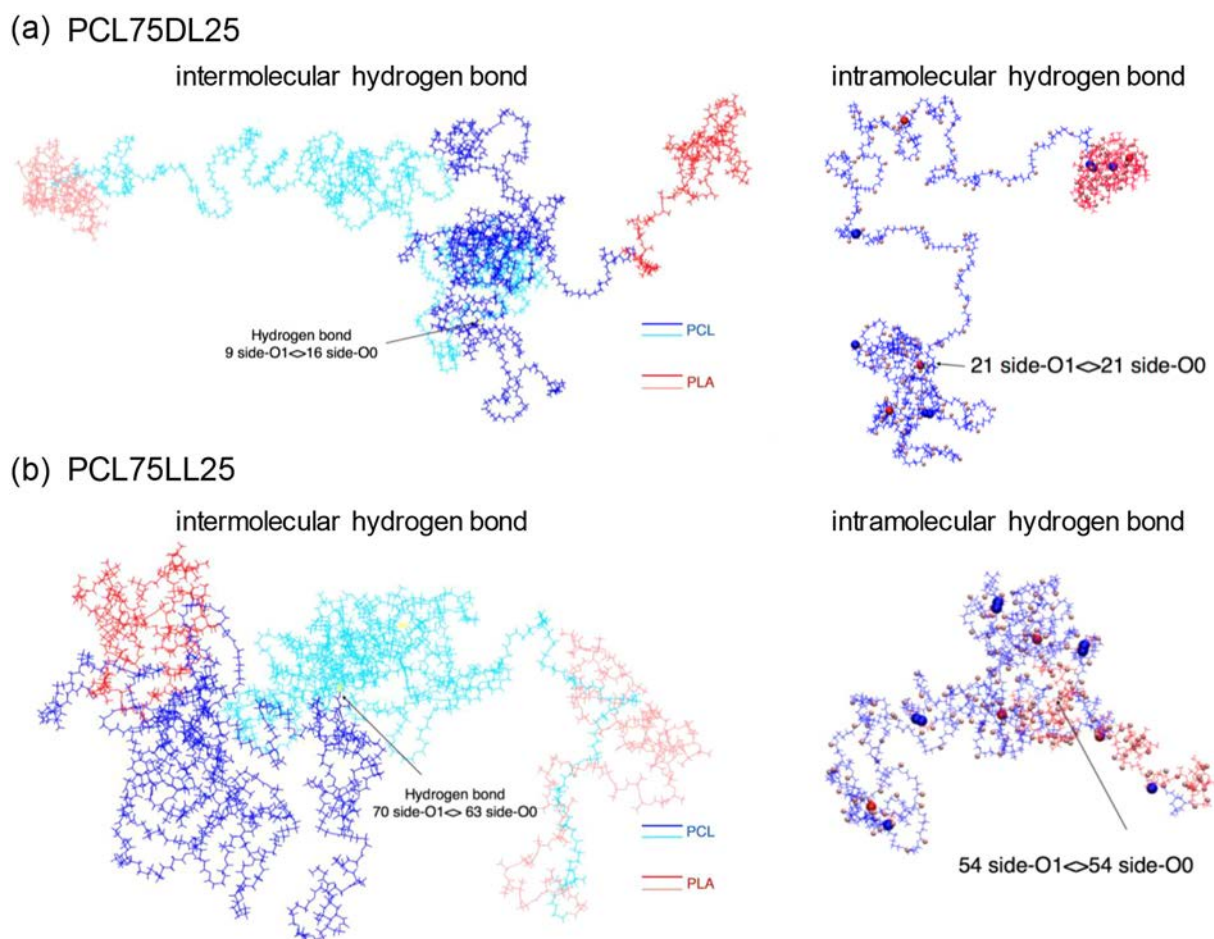 (a) PCL75DL25
intermolecular hydrogen bond
intramolecular hydrogen bond
Hydrogen bond
9 side-O1<>16 side-O0
PCL
PLA
21 side-O1<>21 side-O0
(b) PCL75LL25
intermolecular hydrogen bond
intramolecular hydrogen bond
Hydrogen bond
70 side-O1<> 63 side-O0
PCL
PLA
54 side-O1<>54 side-O0